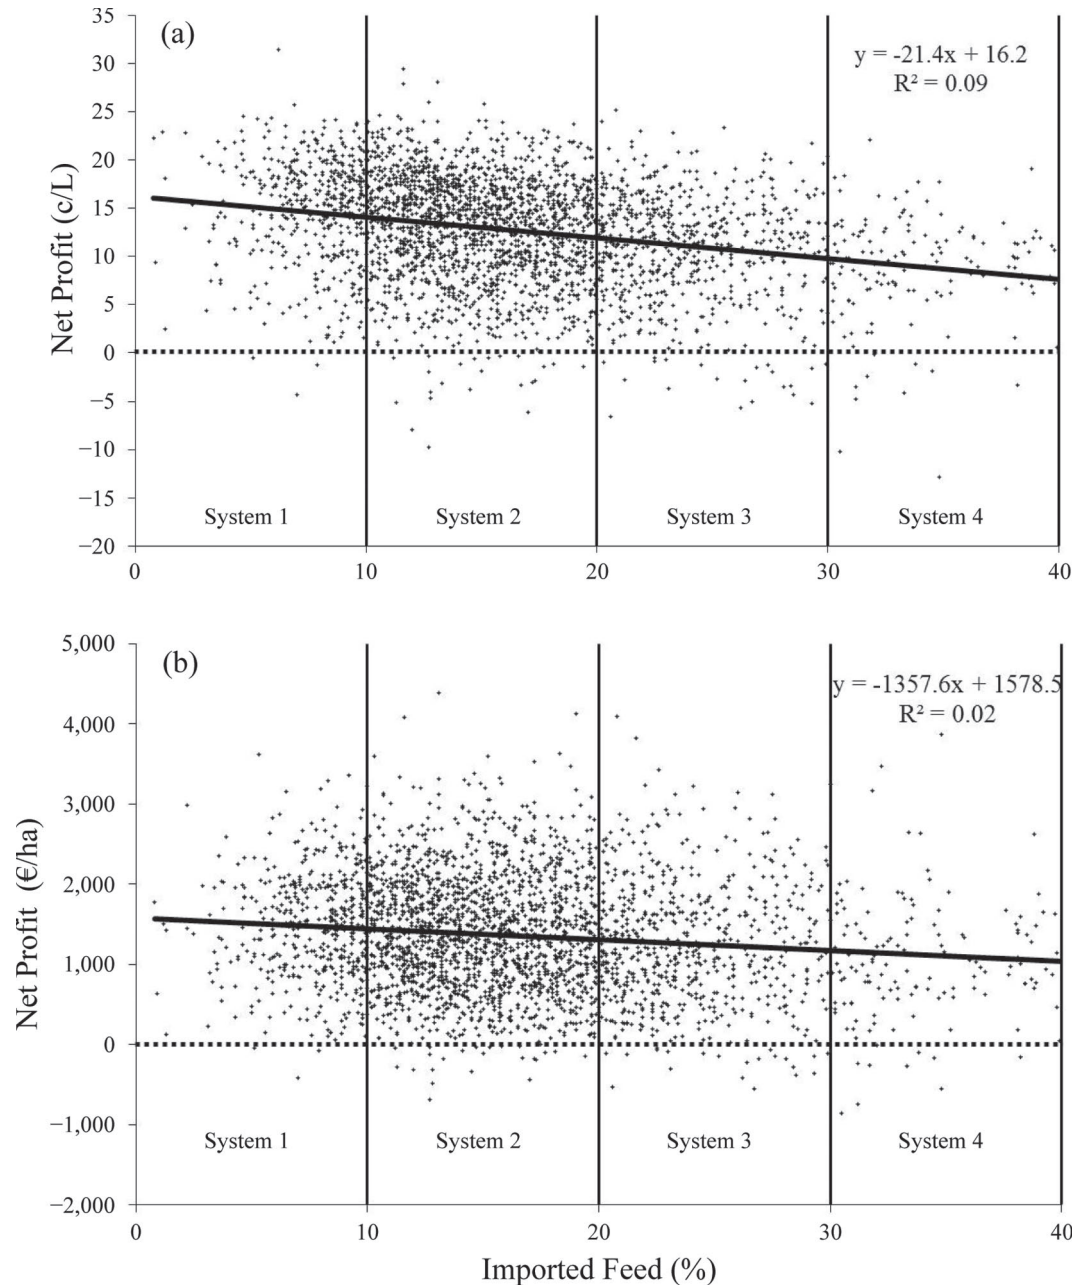 (a)
y = -21.4x + 16.2
R² = 0.09
Net Profit (c/L)
35
30
25
20
15
10
5
0
−5
−10
−15
−20
System 1 System 2 System 3 System 4
0 10 20 30 40
(b)
y = -1357.6x + 1578.5
R² = 0.02
Net Profit (€/ha)
5,000
4,000
3,000
2,000
1,000
0
−1,000
−2,000
System 1 System 2 System 3 System 4
0 10 20 30 40
Imported Feed (%)